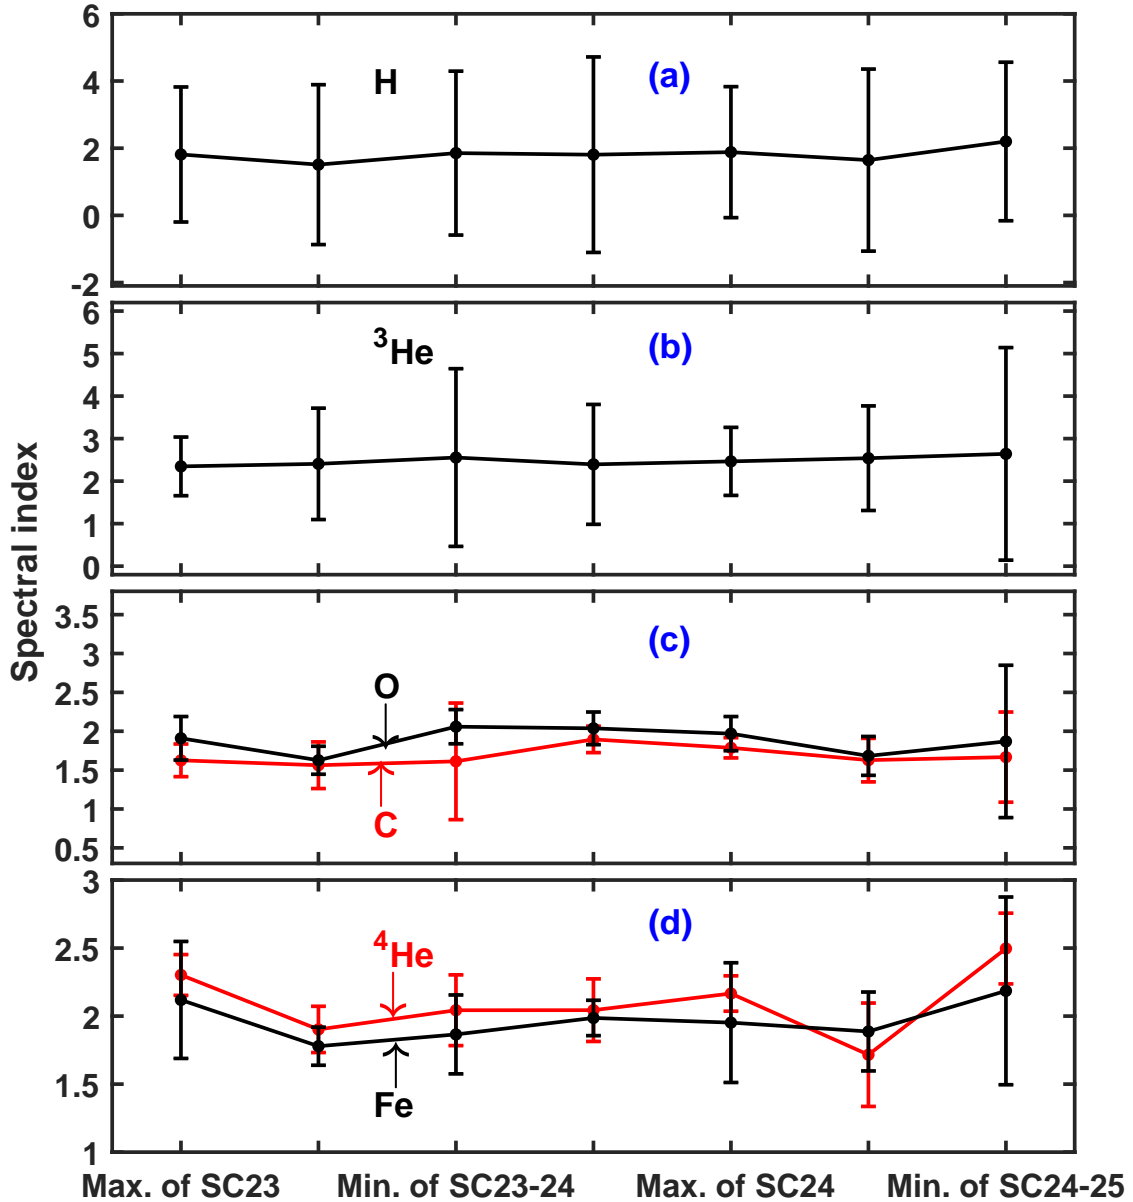 Spectral index
6
4
2
0
-2
H
(a)
6
5
4
3
2
1
0
³He
(b)
3.5
3
2.5
2
1.5
1
0.5
O
C
(c)
3
2.5
2
1.5
1
⁴He
Fe
(d)
Max. of SC23 Min. of SC23-24 Max. of SC24 Min. of SC24-25